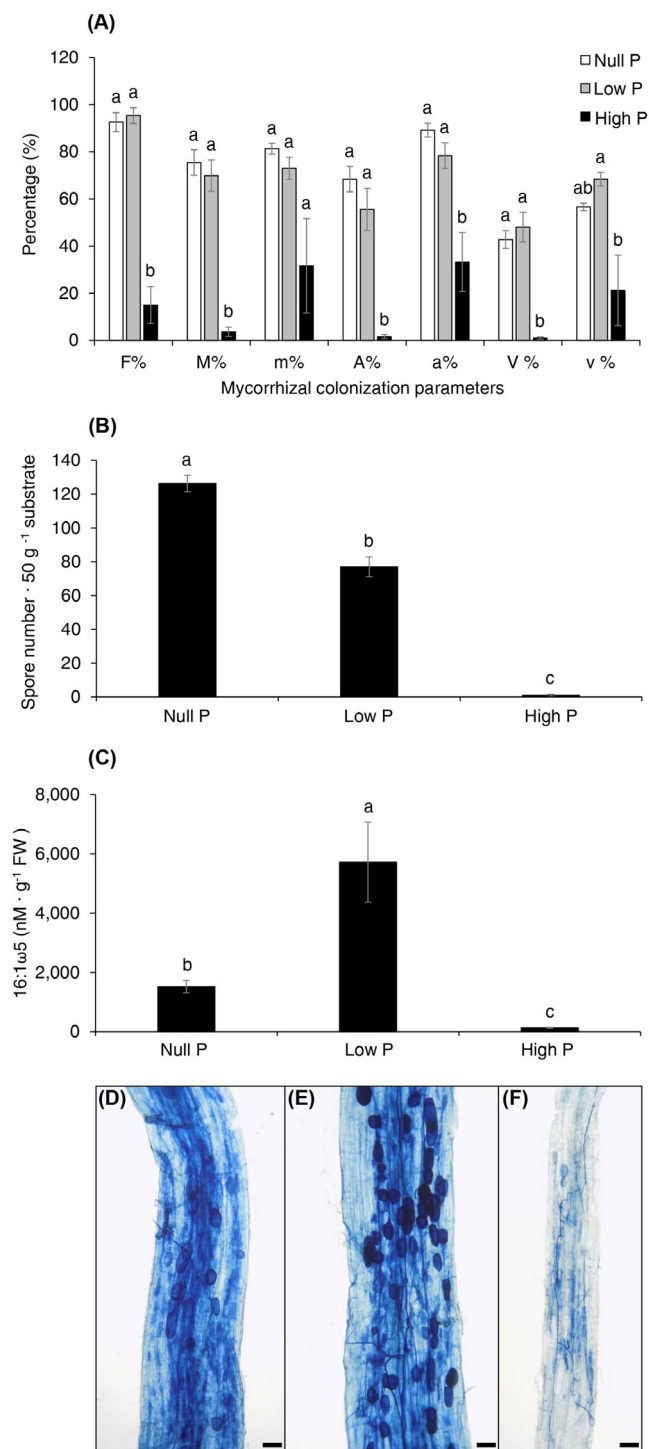 (A)
Null P
Low P
High P
120
100
80
60
40
20
0
Percentage (%)
a a b
a a b
a a a
a a b
a a b
a a b
ab a b
F% M% m% A% a% V % v %
Mycorrhizal colonization parameters
(B)
140
120
100
80
60
40
20
0
Spore number · 50 g -1 substrate
a b c
Null P Low P High P
(C)
8,000
6,000
4,000
2,000
0
16:1ω5 (nM · g-1 FW )
b a c
Null P Low P High P
(D) (E) (F)